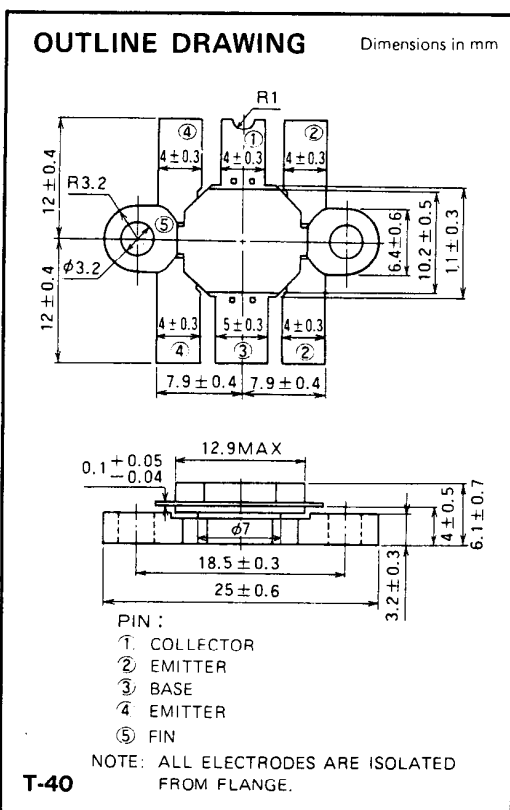 OUTLINE DRAWING Dimensions in mm
R1
④ ① ②
4±0.3 4±0.3 4±0.3
12±0.4
R3.2
⑤
φ3.2
12±0.4
6.4±0.6
10.2±0.5
1.1±0.3
4±0.3 5±0.3 4±0.3
④ ③ ②
7.9±0.4 7.9±0.4
12.9MAX
0.1 +0.05 −0.04
φ7
4±0.5
6.1±0.7
3.2±0.3
18.5±0.3
25±0.6
PIN :
① COLLECTOR
② EMITTER
③ BASE
④ EMITTER
⑤ FIN
NOTE: ALL ELECTRODES ARE ISOLATED
FROM FLANGE.
T-40